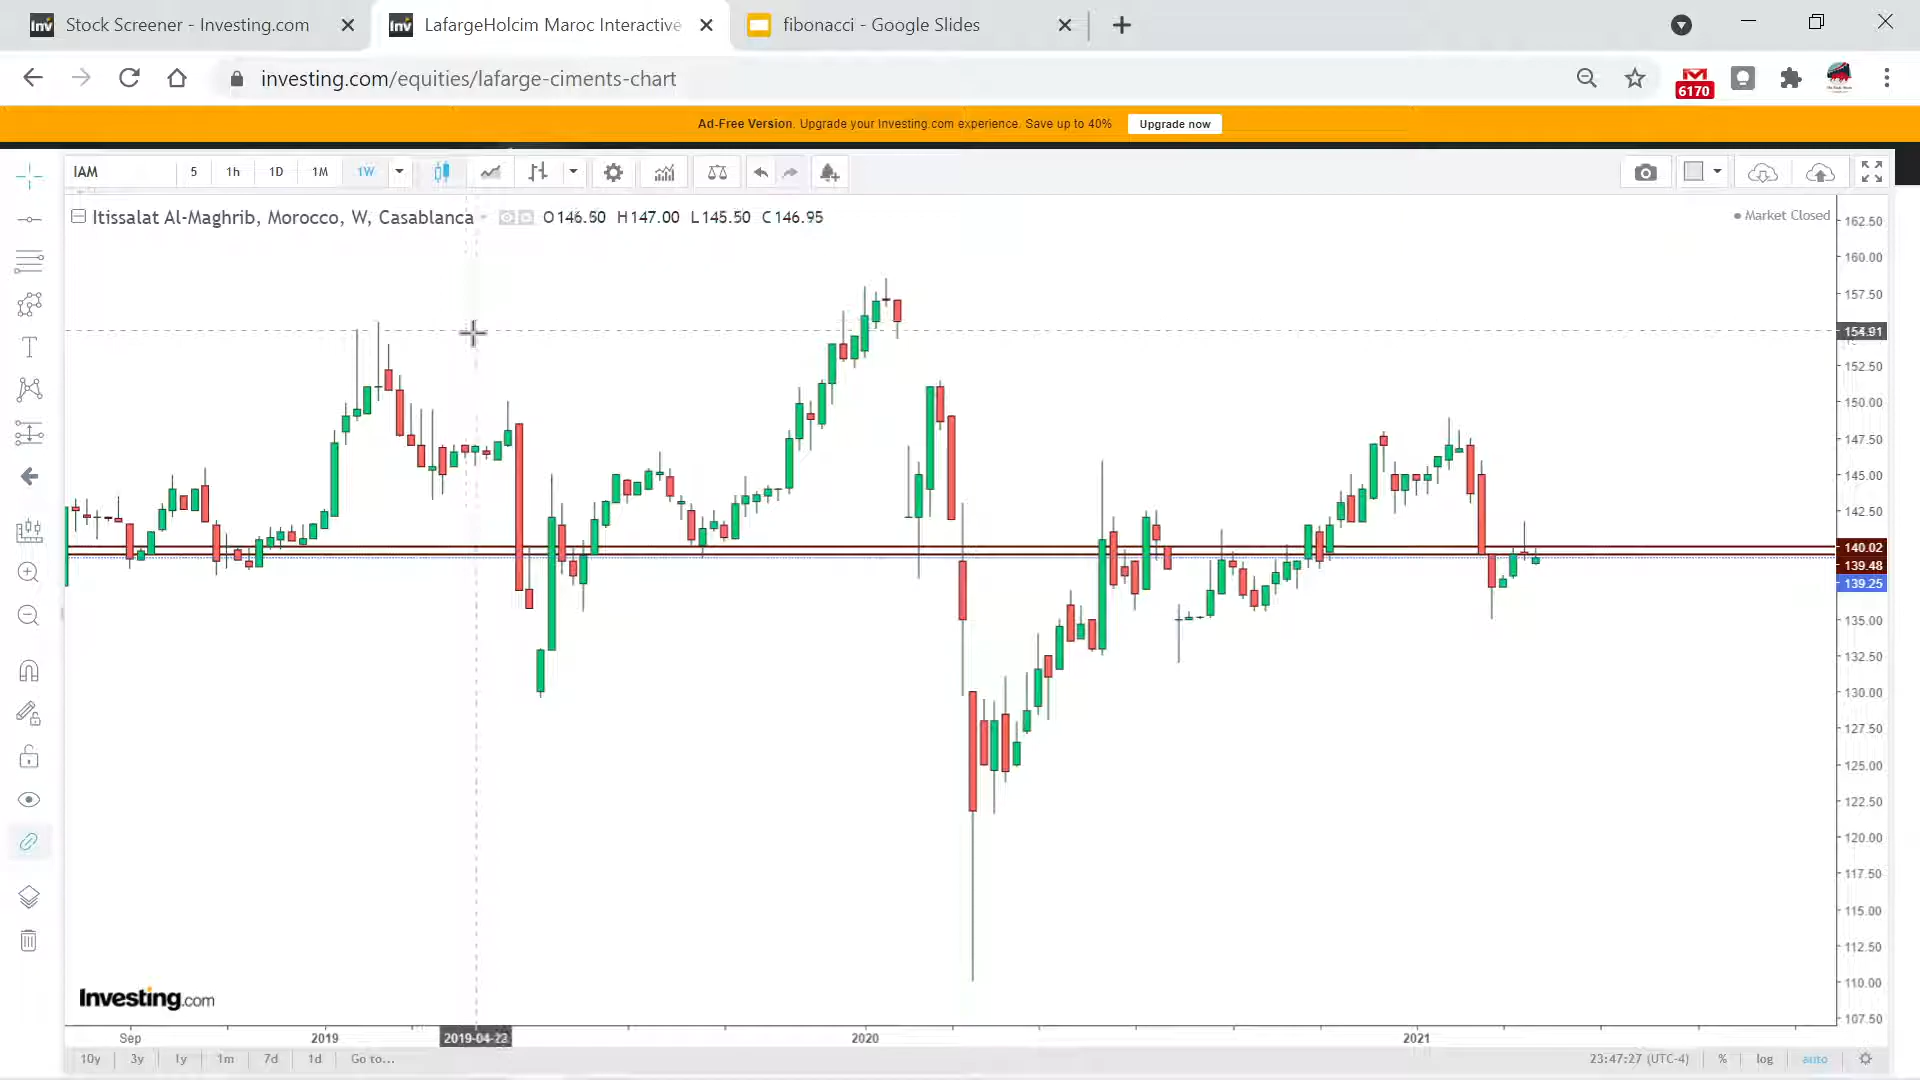 Stock Screener - Investing.com
LafargeHolcim Maroc Interactive
fibonacci - Google Slides
investing.com/equities/lafarge-ciments-chart
6170
Ad-Free Version. Upgrade your Investing.com experience. Save up to 40%
Upgrade now
IAM
5
1h
1D
1M
1W
Itissalat Al-Maghrib, Morocco, W, Casablanca
O146.50 H147.00 L145.50 C146.95
Market Closed
162.50
160.00
157.50
154.91
152.50
150.00
147.50
145.00
142.50
140.02
139.48
139.25
135.00
132.50
130.00
127.50
125.00
122.50
120.00
117.50
115.00
112.50
110.00
107.50
Investing.com
Sep
2019
2019-04-22
2020
2021
10y
3y
1y
1m
7d
1d
Go to...
23:47:27 (UTC-4)
%
log
auto